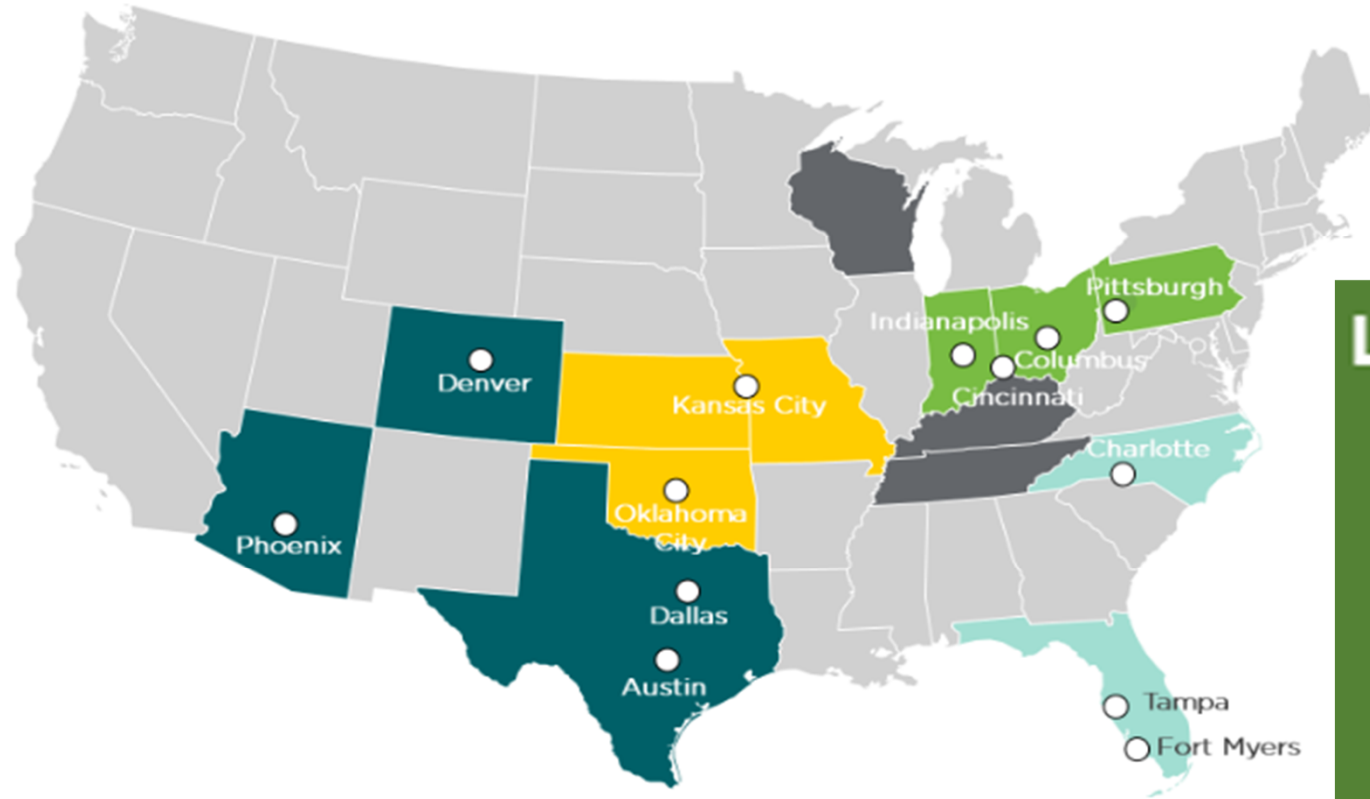 Pittsburgh
Indianapolis
Columbus
Denver
Cincinnati
Kansas City
Charlotte
Oklahoma
City
Phoenix
Dallas
Austin
Tampa
Fort Myers
L